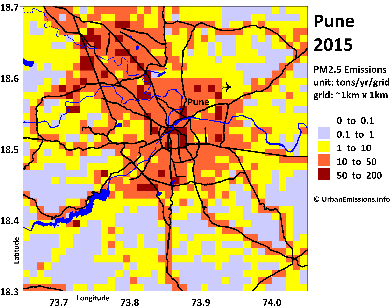 18.7
18.6
18.5
18.4
18.3
Latitude
73.7
73.8
73.9
74.0
Longitude
Pune
Pune
2015
PM2.5 Emissions
unit: tons/yr/grid
grid: ~1km x 1km
0 to 0.1
0.1 to 1
1 to 10
10 to 50
50 to 200
© UrbanEmissions.info